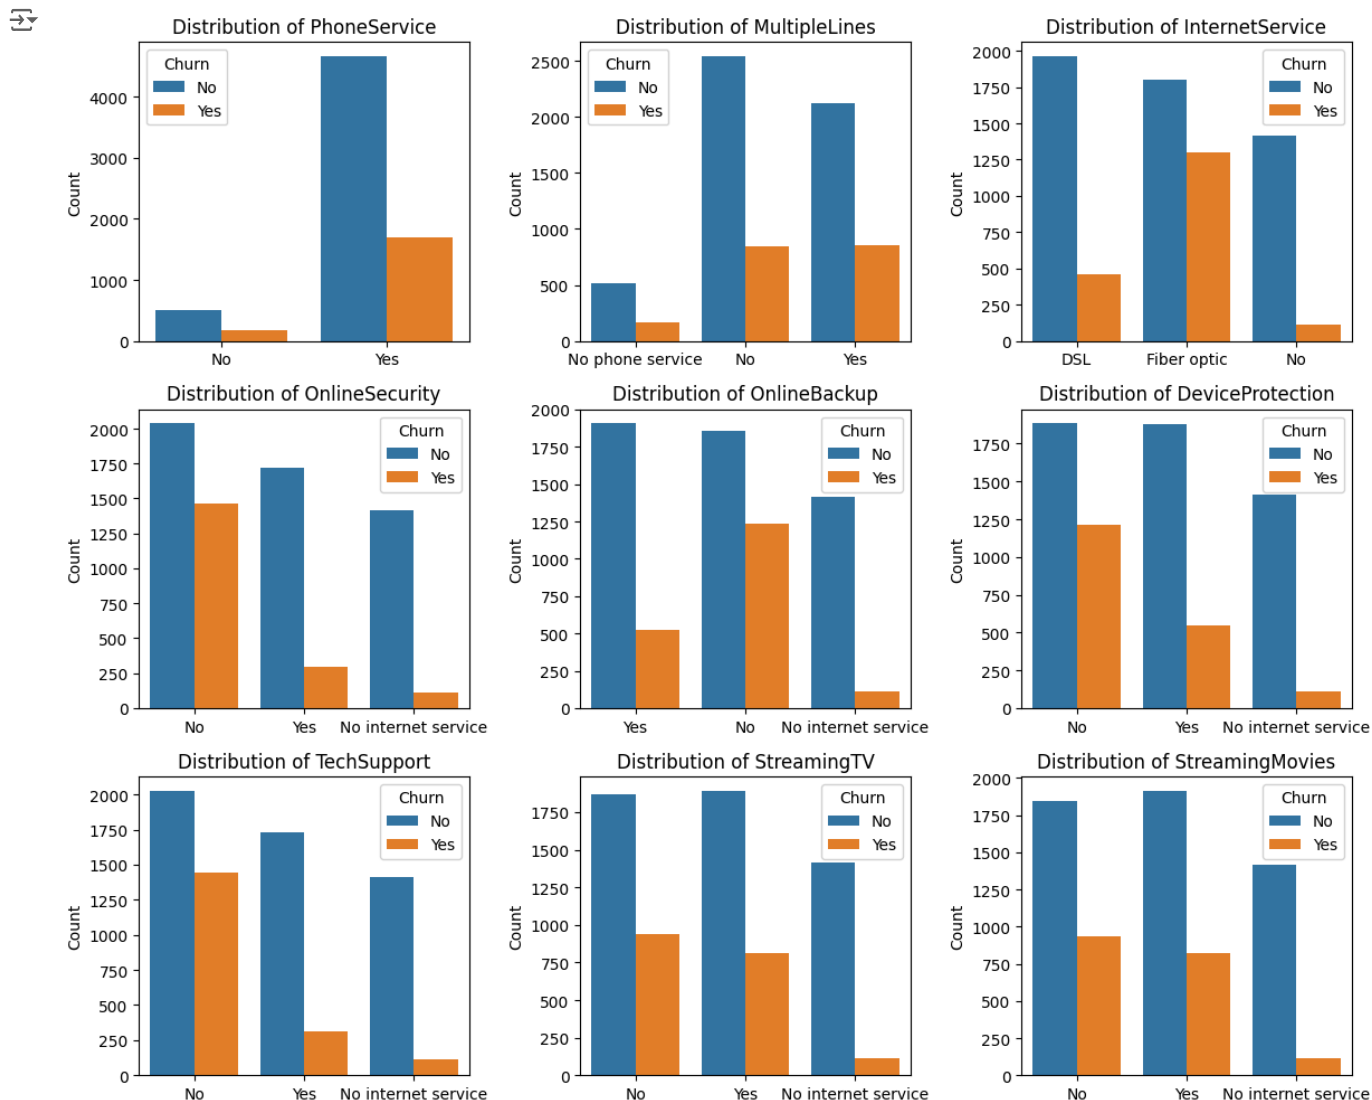 Distribution of PhoneService
Churn
No
Yes
4000
3000
2000
1000
0
Count
No Yes
Distribution of MultipleLines
Churn
No
Yes
2500
2000
1500
1000
500
0
Count
No phone service No Yes
Distribution of InternetService
Churn
No
Yes
2000
1750
1500
1250
1000
750
500
250
0
Count
DSL Fiber optic No
Distribution of OnlineSecurity
Churn
No
Yes
2000
1750
1500
1250
1000
750
500
250
0
Count
No Yes No internet service
Distribution of OnlineBackup
Churn
No
Yes
2000
1750
1500
1250
1000
750
500
250
0
Count
Yes No No internet service
Distribution of DeviceProtection
Churn
No
Yes
1750
1500
1250
1000
750
500
250
0
Count
No Yes No internet service
Distribution of TechSupport
Churn
No
Yes
2000
1750
1500
1250
1000
750
500
250
0
Count
No Yes No internet service
Distribution of StreamingTV
Churn
No
Yes
1750
1500
1250
1000
750
500
250
0
Count
No Yes No internet service
Distribution of StreamingMovies
Churn
No
Yes
2000
1750
1500
1250
1000
750
500
250
0
Count
No Yes No internet service